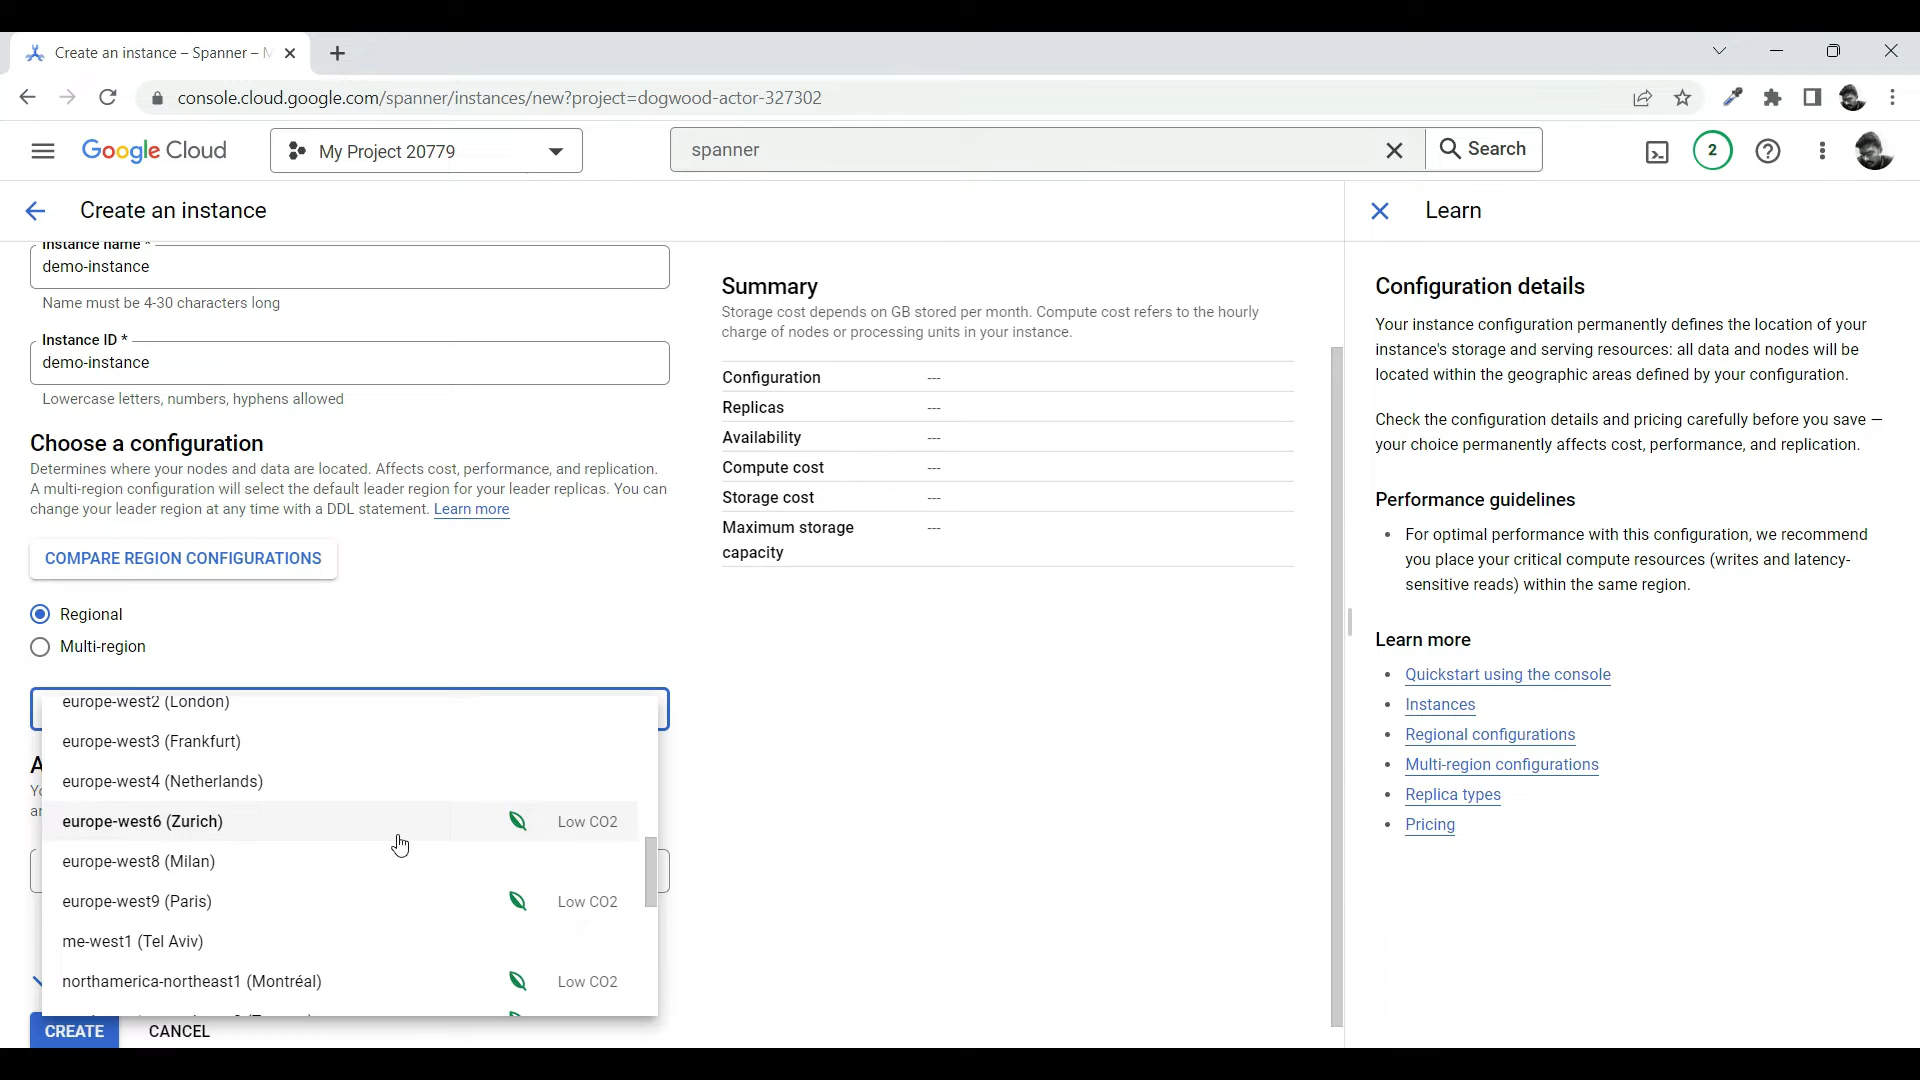 Create an instance – Spanner – M
console.cloud.google.com/spanner/instances/new?project=dogwood-actor-327302
Google Cloud
My Project 20779
spanner
Search
2
Create an instance
Learn
Instance name *
demo-instance
Name must be 4-30 characters long
Instance ID *
demo-instance
Lowercase letters, numbers, hyphens allowed
Choose a configuration
Determines where your nodes and data are located. Affects cost, performance, and replication.
A multi-region configuration will select the default leader region for your leader replicas. You can
change your leader region at any time with a DDL statement. Learn more
COMPARE REGION CONFIGURATIONS
Regional
Multi-region
europe-west2 (London)
europe-west3 (Frankfurt)
europe-west4 (Netherlands)
europe-west6 (Zurich) Low CO2
europe-west8 (Milan)
europe-west9 (Paris) Low CO2
me-west1 (Tel Aviv)
northamerica-northeast1 (Montréal) Low CO2
CREATE
CANCEL
Summary
Storage cost depends on GB stored per month. Compute cost refers to the hourly
charge of nodes or processing units in your instance.
Configuration ---
Replicas ---
Availability ---
Compute cost ---
Storage cost ---
Maximum storage ---
capacity
Configuration details
Your instance configuration permanently defines the location of your
instance's storage and serving resources: all data and nodes will be
located within the geographic areas defined by your configuration.
Check the configuration details and pricing carefully before you save —
your choice permanently affects cost, performance, and replication.
Performance guidelines
• For optimal performance with this configuration, we recommend
you place your critical compute resources (writes and latency-
sensitive reads) within the same region.
Learn more
• Quickstart using the console
• Instances
• Regional configurations
• Multi-region configurations
• Replica types
• Pricing